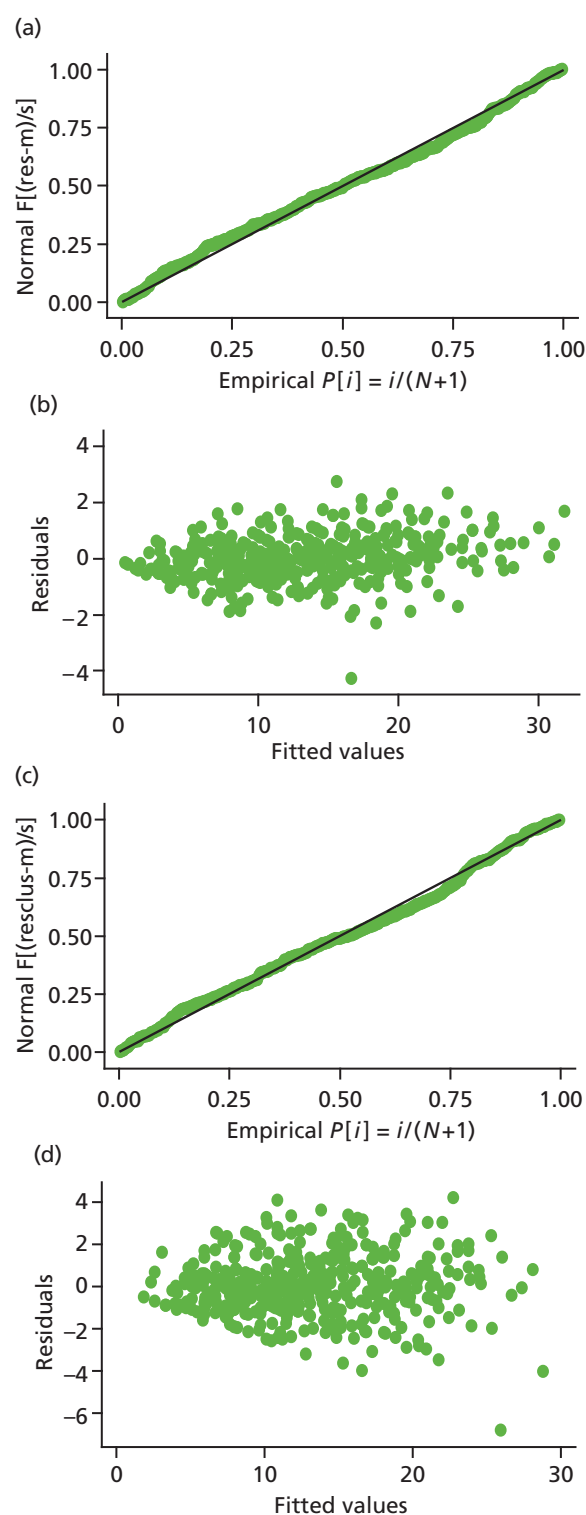 (a)
Normal F[(res-m)/s]
1.00
0.75
0.50
0.25
0.00
0.00 0.25 0.50 0.75 1.00
Empirical P[i] = i/(N+1)
(b)
Residuals
4
2
0
−2
−4
0 10 20 30
Fitted values
(c)
Normal F[(resclus-m)/s]
1.00
0.75
0.50
0.25
0.00
0.00 0.25 0.50 0.75 1.00
Empirical P[i] = i/(N+1)
(d)
Residuals
4
2
0
−2
−4
−6
0 10 20 30
Fitted values